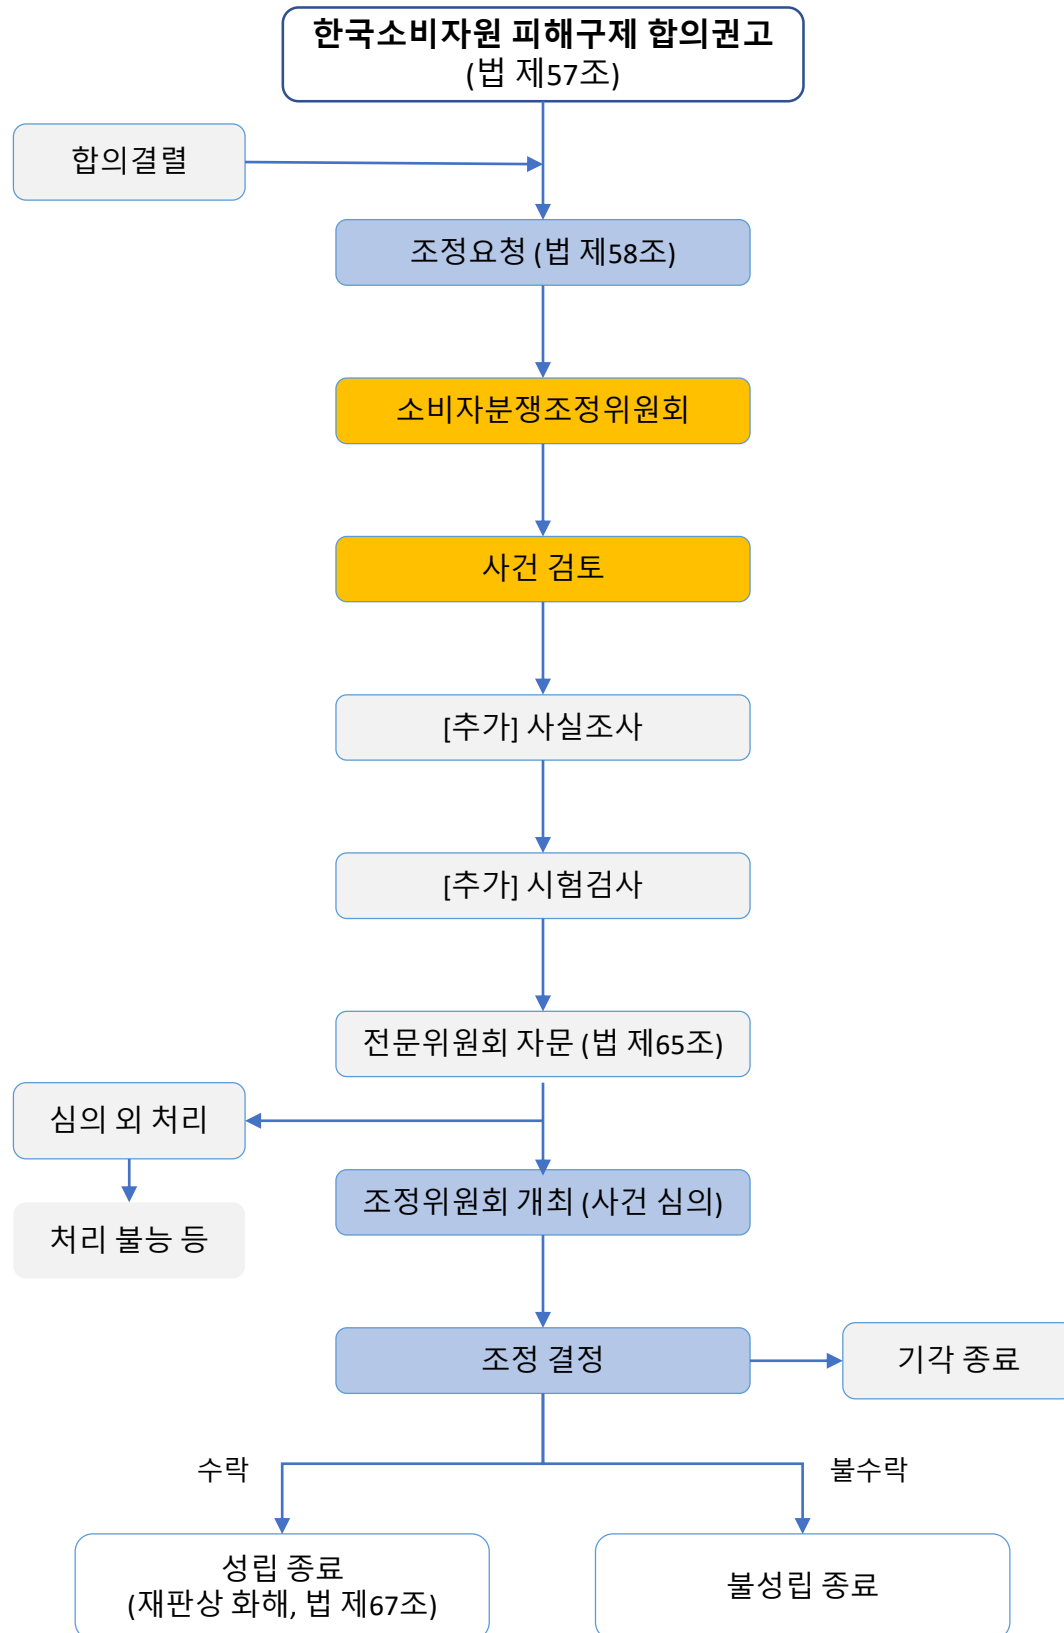 한국소비자원 피해구제 합의권고
(법 제57조)
합의결렬
조정요청 (법 제58조)
소비자분쟁조정위원회
사건 검토
[추가] 사실조사
[추가] 시험검사
전문위원회 자문 (법 제65조)
심의 외 처리
조정위원회 개최 (사건 심의)
처리 불능 등
조정 결정
기각 종료
수락
불수락
성립 종료
(재판상 화해, 법 제67조)
불성립 종료